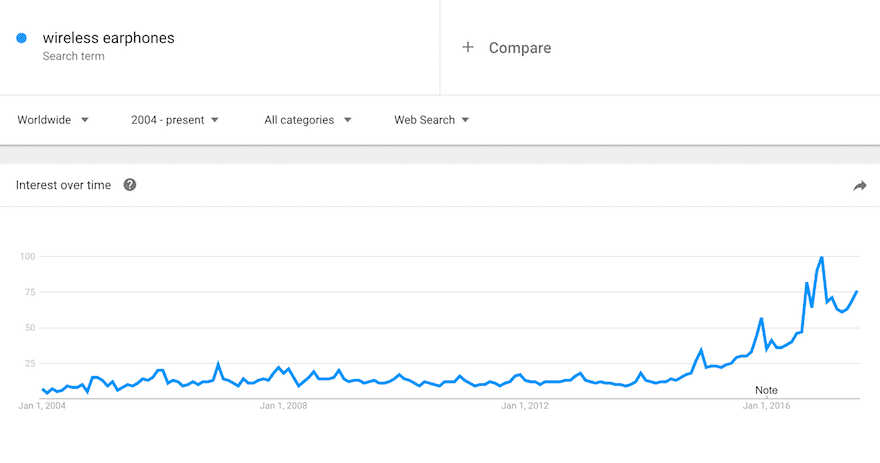 wireless earphones
Search term
+ Compare
Worldwide
2004 - present
All categories
Web Search
Interest over time
?
100
75
50
25
Note
Jan 1, 2004
Jan 1, 2008
Jan 1, 2012
Jan 1, 2016